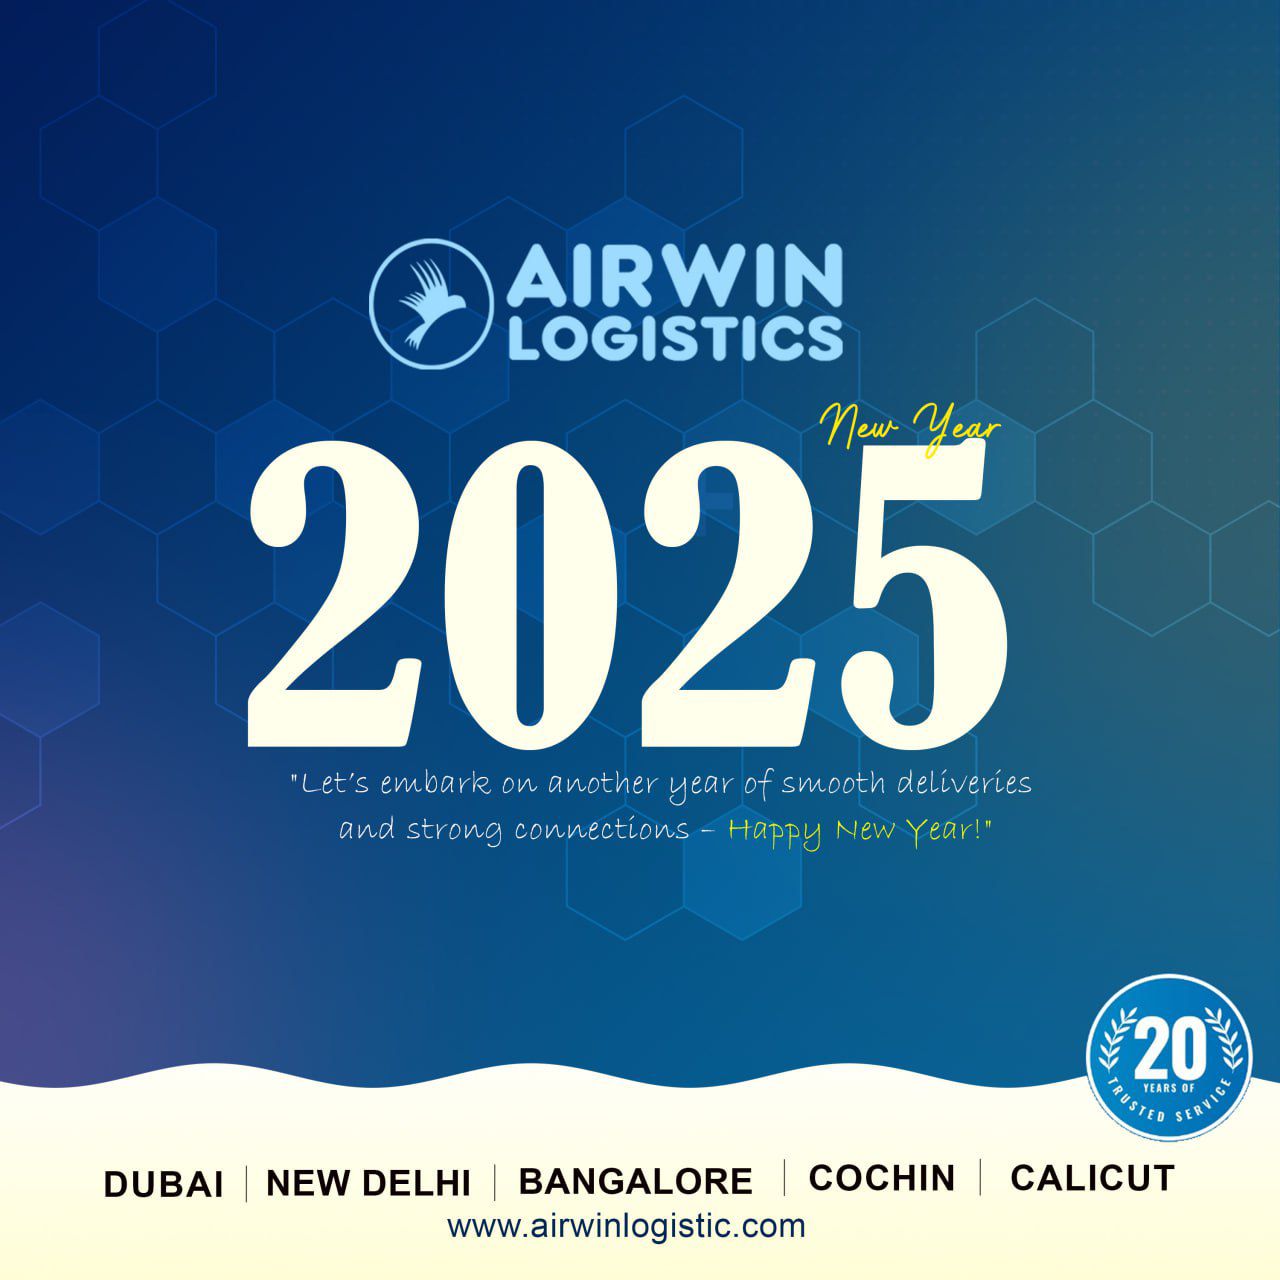 AIRWIN
LOGISTICS
New Year
2025
"Let's embark on another year of smooth deliveries
and strong connections – Happy New Year!"
20
YEARS OF
TRUSTED SERVICE
DUBAI | NEW DELHI | BANGALORE | COCHIN | CALICUT
www.airwinlogistic.com